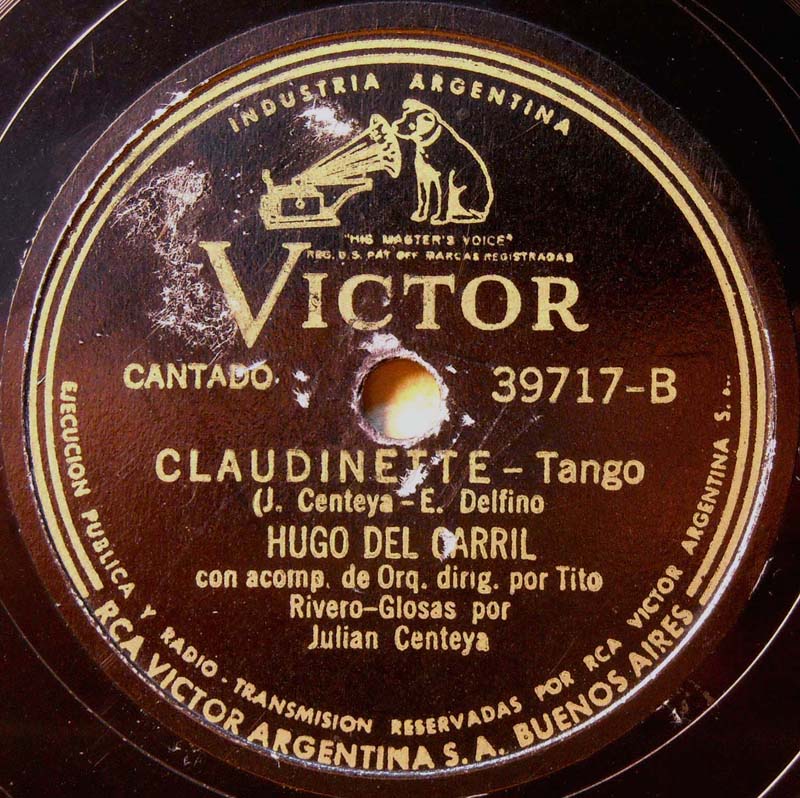 INDUSTRIA ARGENTINA
"HIS MASTER'S VOICE"
REG. U.S. PAT OFF MARCAS REGISTRADAS
VICTOR
CANTADO
39717-B
CLAUDINETTE - Tango
(J. Centeya - E. Delfino
HUGO DEL CARRIL
con acomp. de Orq. dirig. por Tito
Rivero-Glosas por
Julian Centeya
EJECUCION PUBLICA Y RADIO-TRANSMISION RESERVADAS POR RCA VICTOR ARGENTINA S. A..
RCA VICTOR ARGENTINA S. A. BUENOS AIRES